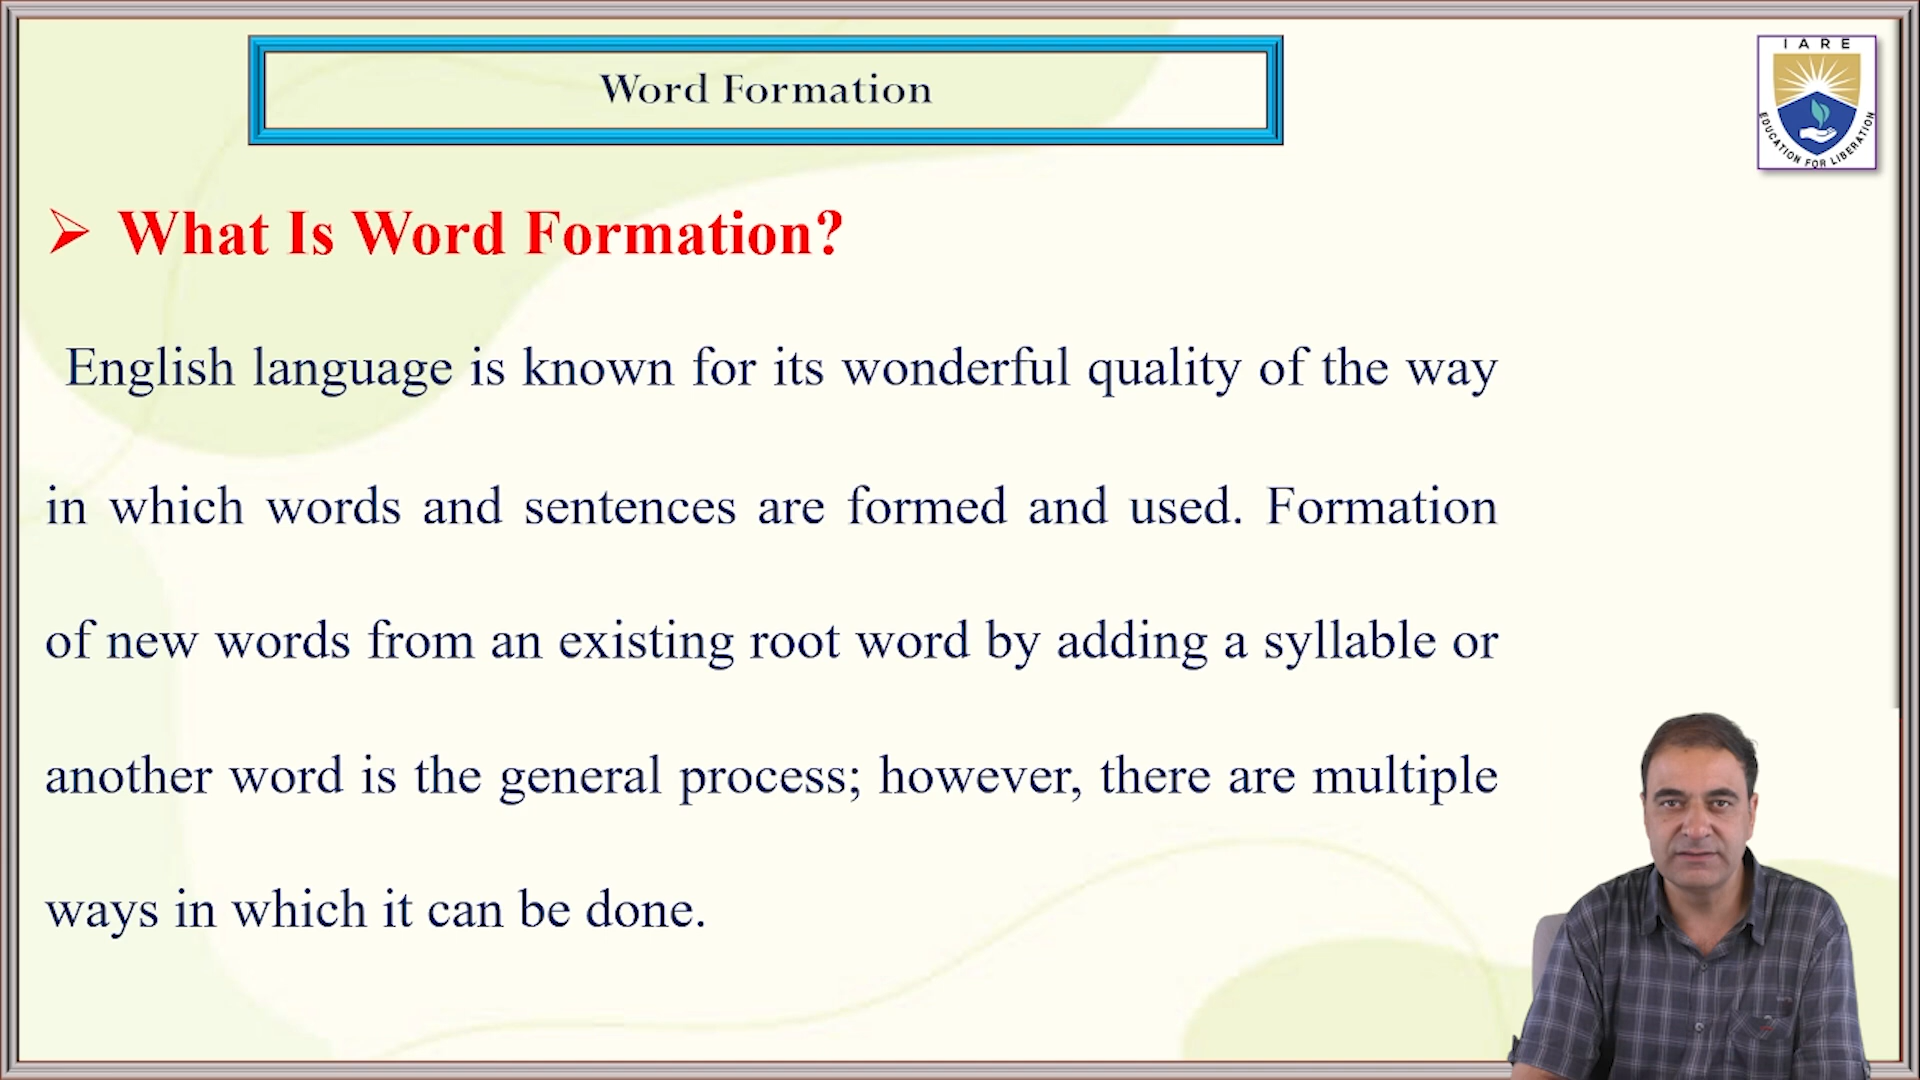 Word Formation
I A R E
EDUCATION FOR LIBERATION
What Is Word Formation?
English language is known for its wonderful quality of the way
in which words and sentences are formed and used. Formation
of new words from an existing root word by adding a syllable or
another word is the general process; however, there are multiple
ways in which it can be done.